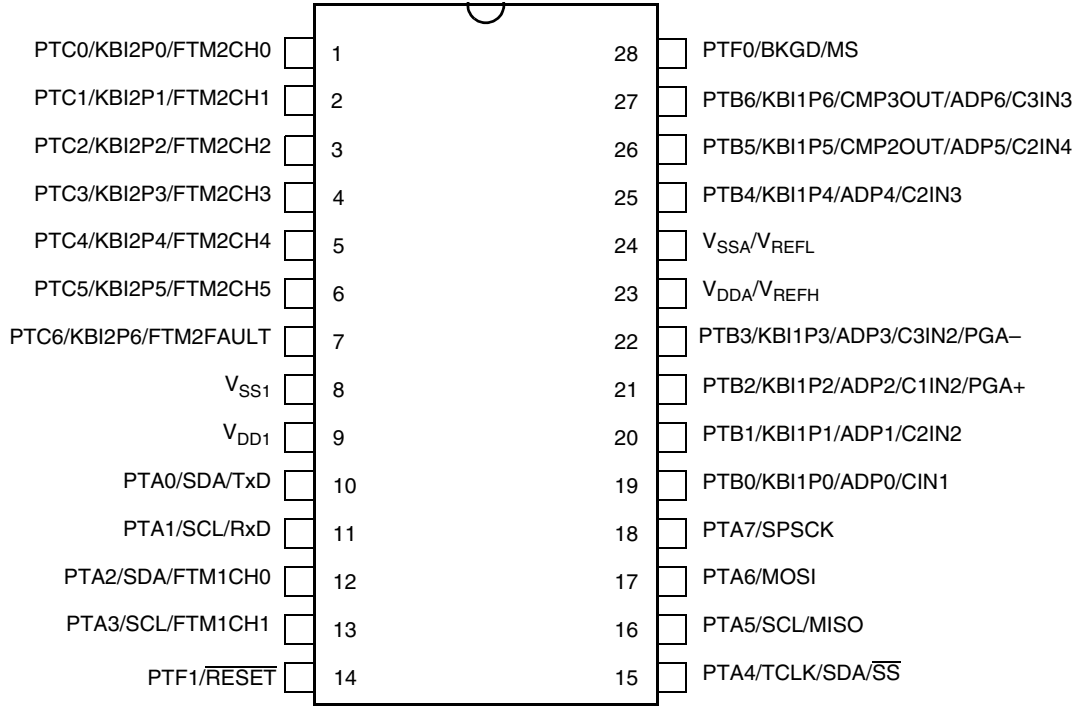 PTC0/KBI2P0/FTM2CH0 1 28 PTF0/BKGD/MS
PTC1/KBI2P1/FTM2CH1 2 27 PTB6/KBI1P6/CMP3OUT/ADP6/C3IN3
PTC2/KBI2P2/FTM2CH2 3 26 PTB5/KBI1P5/CMP2OUT/ADP5/C2IN4
PTC3/KBI2P3/FTM2CH3 4 25 PTB4/KBI1P4/ADP4/C2IN3
PTC4/KBI2P4/FTM2CH4 5 24 VSSA/VREFL
PTC5/KBI2P5/FTM2CH5 6 23 VDDA/VREFH
PTC6/KBI2P6/FTM2FAULT 7 22 PTB3/KBI1P3/ADP3/C3IN2/PGA–
VSS1 8 21 PTB2/KBI1P2/ADP2/C1IN2/PGA+
VDD1 9 20 PTB1/KBI1P1/ADP1/C2IN2
PTA0/SDA/TxD 10 19 PTB0/KBI1P0/ADP0/CIN1
PTA1/SCL/RxD 11 18 PTA7/SPSCK
PTA2/SDA/FTM1CH0 12 17 PTA6/MOSI
PTA3/SCL/FTM1CH1 13 16 PTA5/SCL/MISO
PTF1/RESET 14 15 PTA4/TCLK/SDA/SS